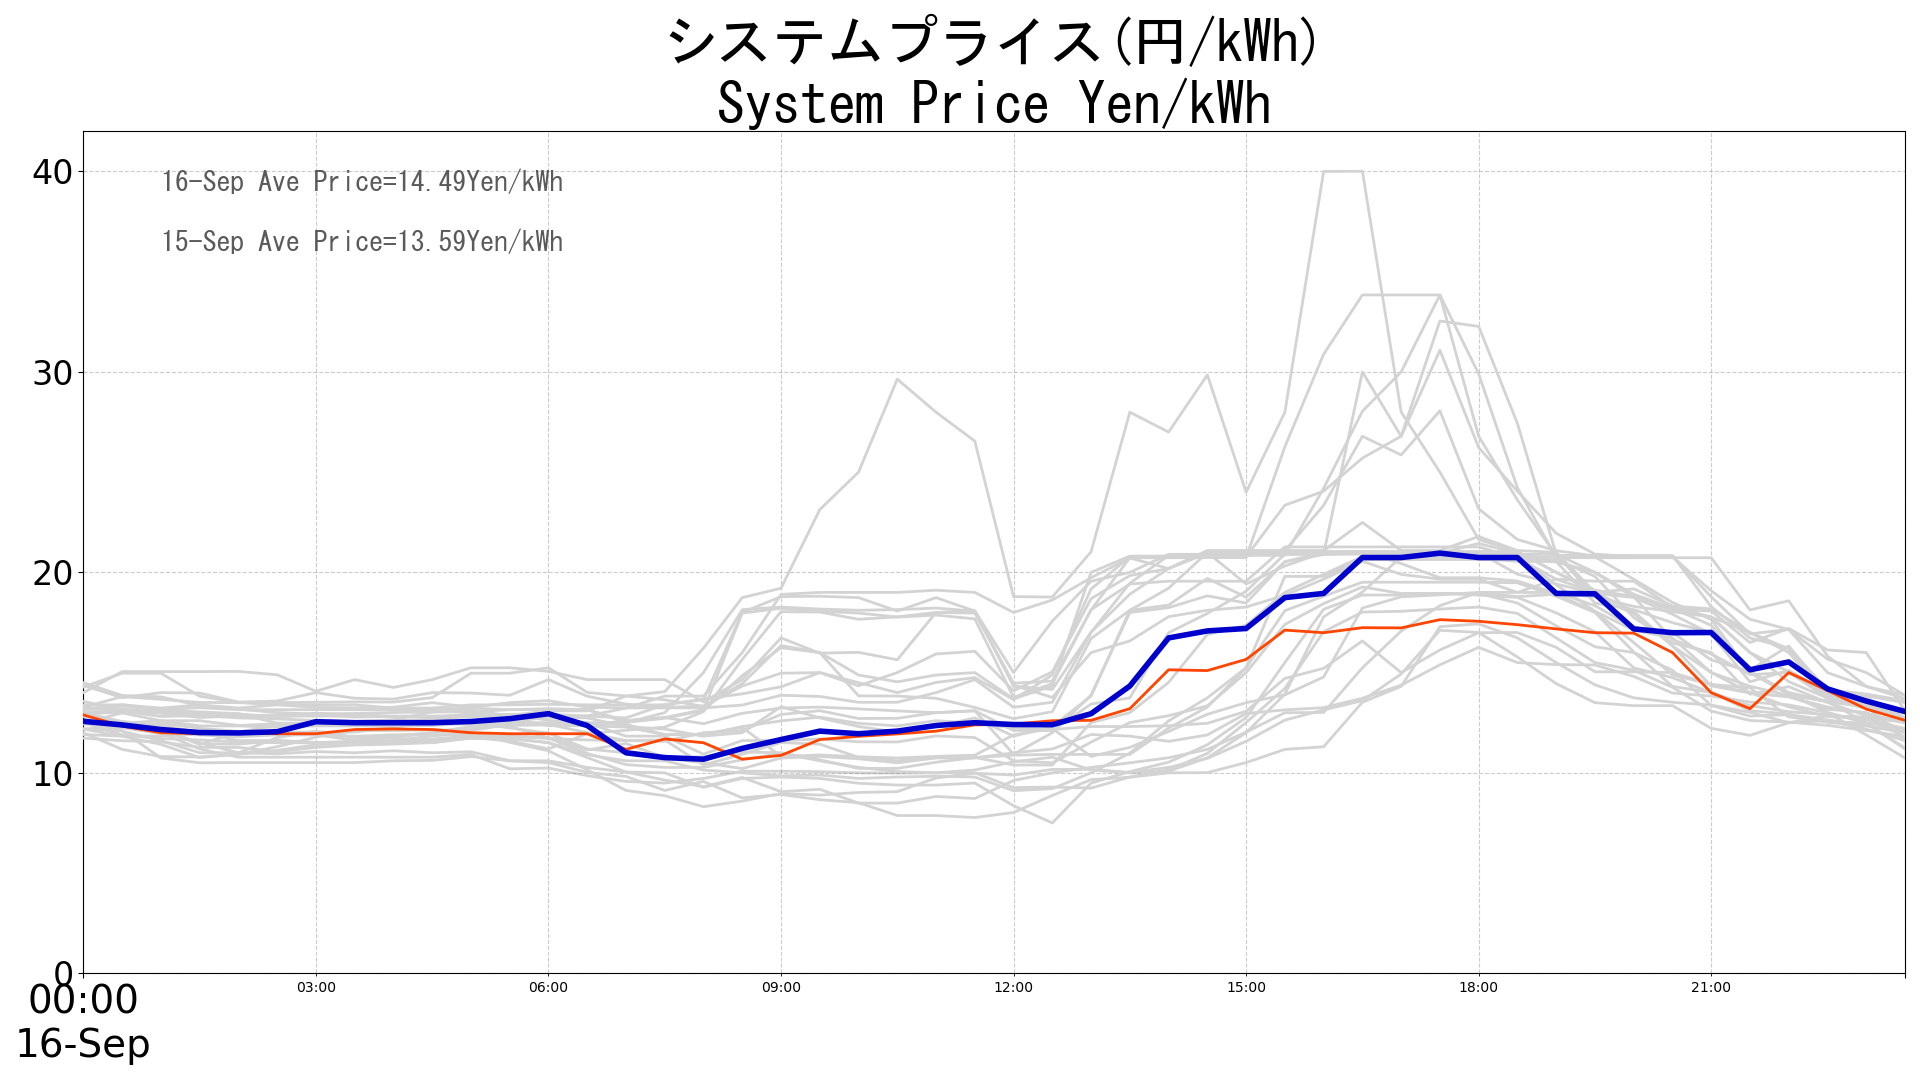 システムプライス(円/kWh)
System Price Yen/kWh
40
16-Sep Ave Price=14.49Yen/kWh
15-Sep Ave Price=13.59Yen/kWh
30
20
10
0
00:00
03:00
06:00
09:00
12:00
15:00
18:00
21:00
16-Sep